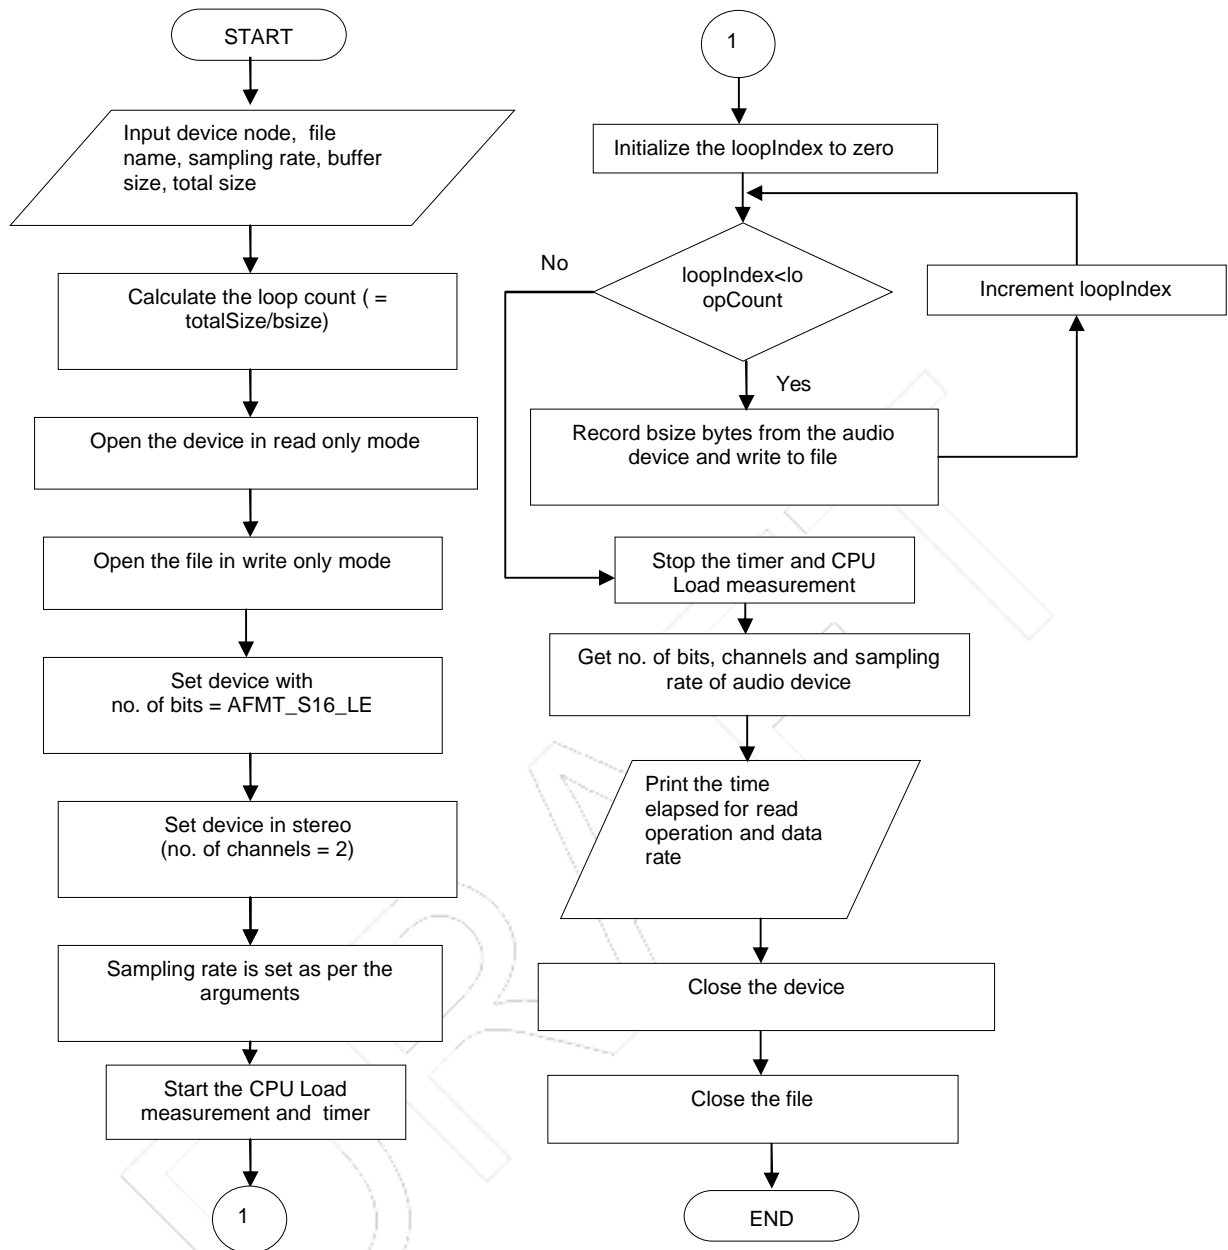 START
Input device node,  file
name, sampling rate, buffer
size, total size
Calculate the loop count ( =
totalSize/bsize)
Open the device in read only mode
Open the file in write only mode
Set device with
no. of bits = AFMT_S16_LE
Set device in stereo
(no. of channels = 2)
Sampling rate is set as per the
arguments
Start the CPU Load
measurement and  timer
1
1
Initialize the loopIndex to zero
loopIndex<lo
opCount
No
Yes
Increment loopIndex
Record bsize bytes from the audio
device and write to file
Stop the timer and CPU
Load measurement
Get no. of bits, channels and sampling
rate of audio device
Print the time
elapsed for read
operation and data
rate
Close the device
Close the file
END
DRAFT